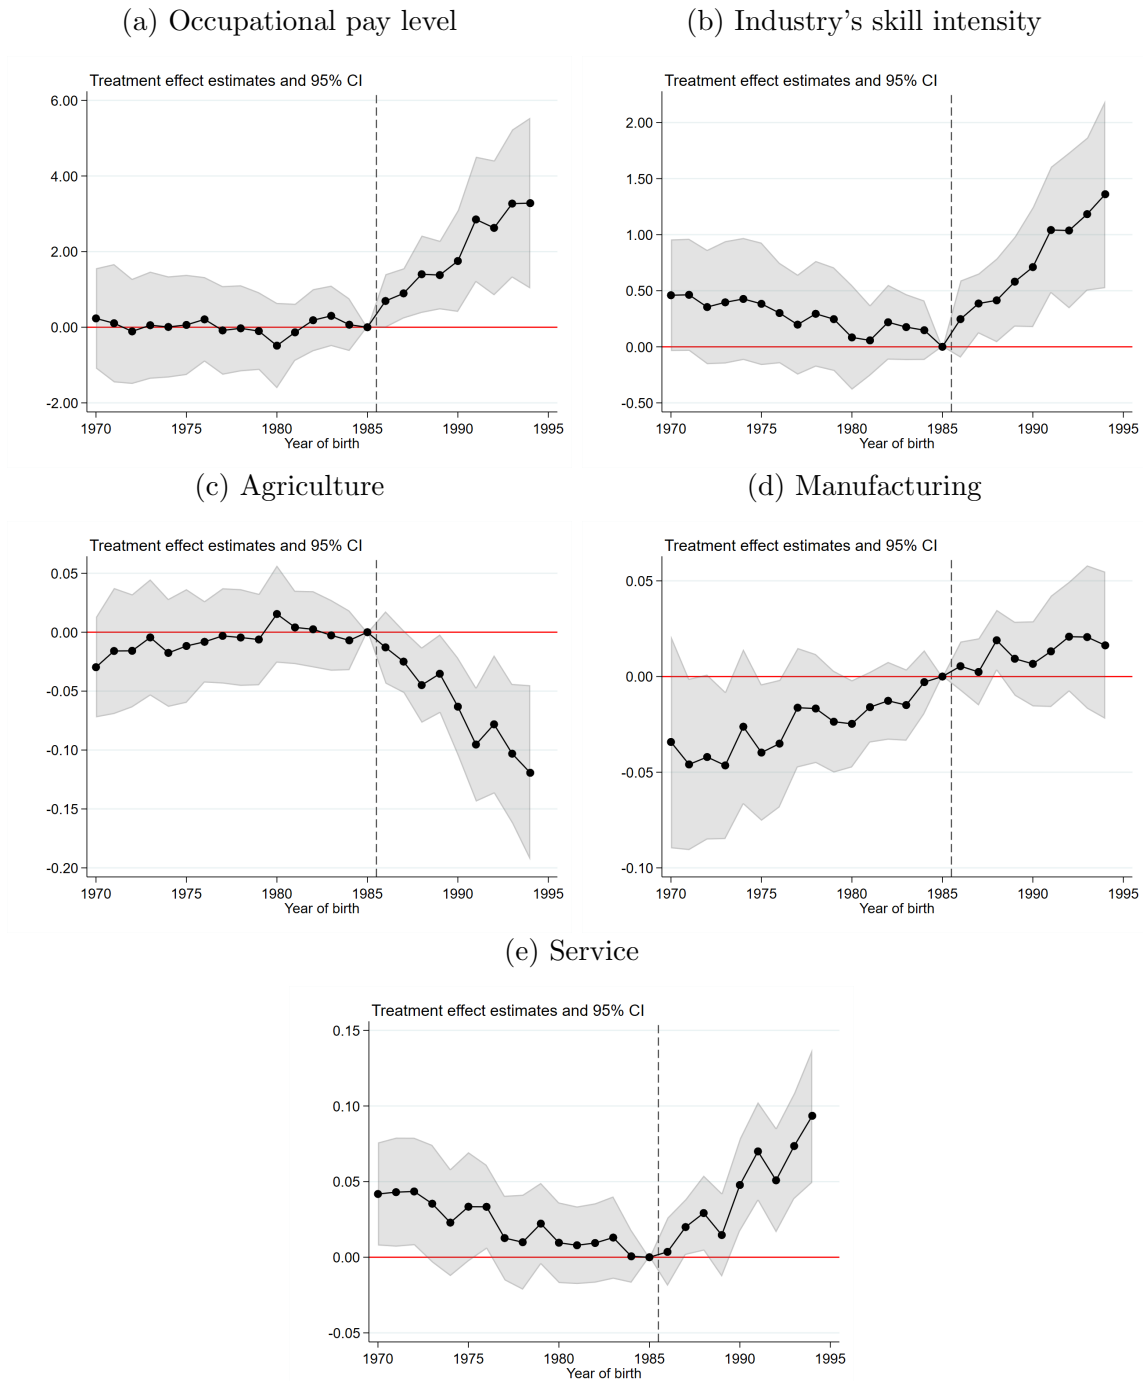 (a) Occupational pay level
Treatment effect estimates and 95% CI
6.00
4.00
2.00
0.00
-2.00
1970 1975 1980 1985 1990 1995
Year of birth
(b) Industry's skill intensity
Treatment effect estimates and 95% CI
2.00
1.50
1.00
0.50
0.00
-0.50
1970 1975 1980 1985 1990 1995
Year of birth
(c) Agriculture
Treatment effect estimates and 95% CI
0.05
0.00
-0.05
-0.10
-0.15
-0.20
1970 1975 1980 1985 1990 1995
Year of birth
(d) Manufacturing
Treatment effect estimates and 95% CI
0.05
0.00
-0.05
-0.10
1970 1975 1980 1985 1990 1995
Year of birth
(e) Service
Treatment effect estimates and 95% CI
0.15
0.10
0.05
0.00
-0.05
1970 1975 1980 1985 1990 1995
Year of birth